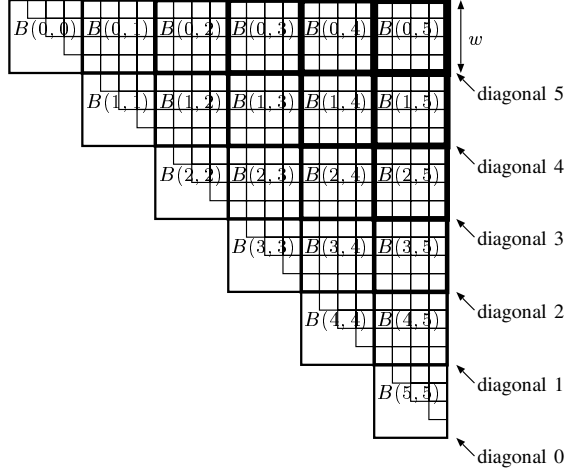 B(0, 0) B(0, 1) B(0, 2) B(0, 3) B(0, 4) B(0, 5) w
diagonal 5
B(1, 1) B(1, 2) B(1, 3) B(1, 4) B(1, 5)
diagonal 4
B(2, 2) B(2, 3) B(2, 4) B(2, 5)
diagonal 3
B(3, 3) B(3, 4) B(3, 5)
diagonal 2
B(4, 4) B(4, 5)
diagonal 1
B(5, 5)
diagonal 0